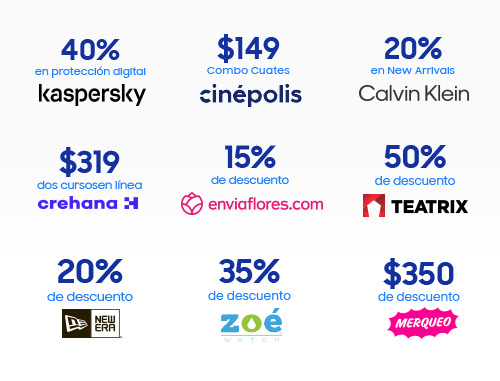 40%
en protección digital
kaspersky
$149
Combo Cuates
cinépolis
20%
en New Arrivals
Calvin Klein
$319
dos cursosen línea
crehana
15%
de descuento
enviaflores.com
50%
de descuento
TEATRIX
20%
de descuento
NEW
ERA
35%
de descuento
zoé
WATER
$350
de descuento
MERQUEO